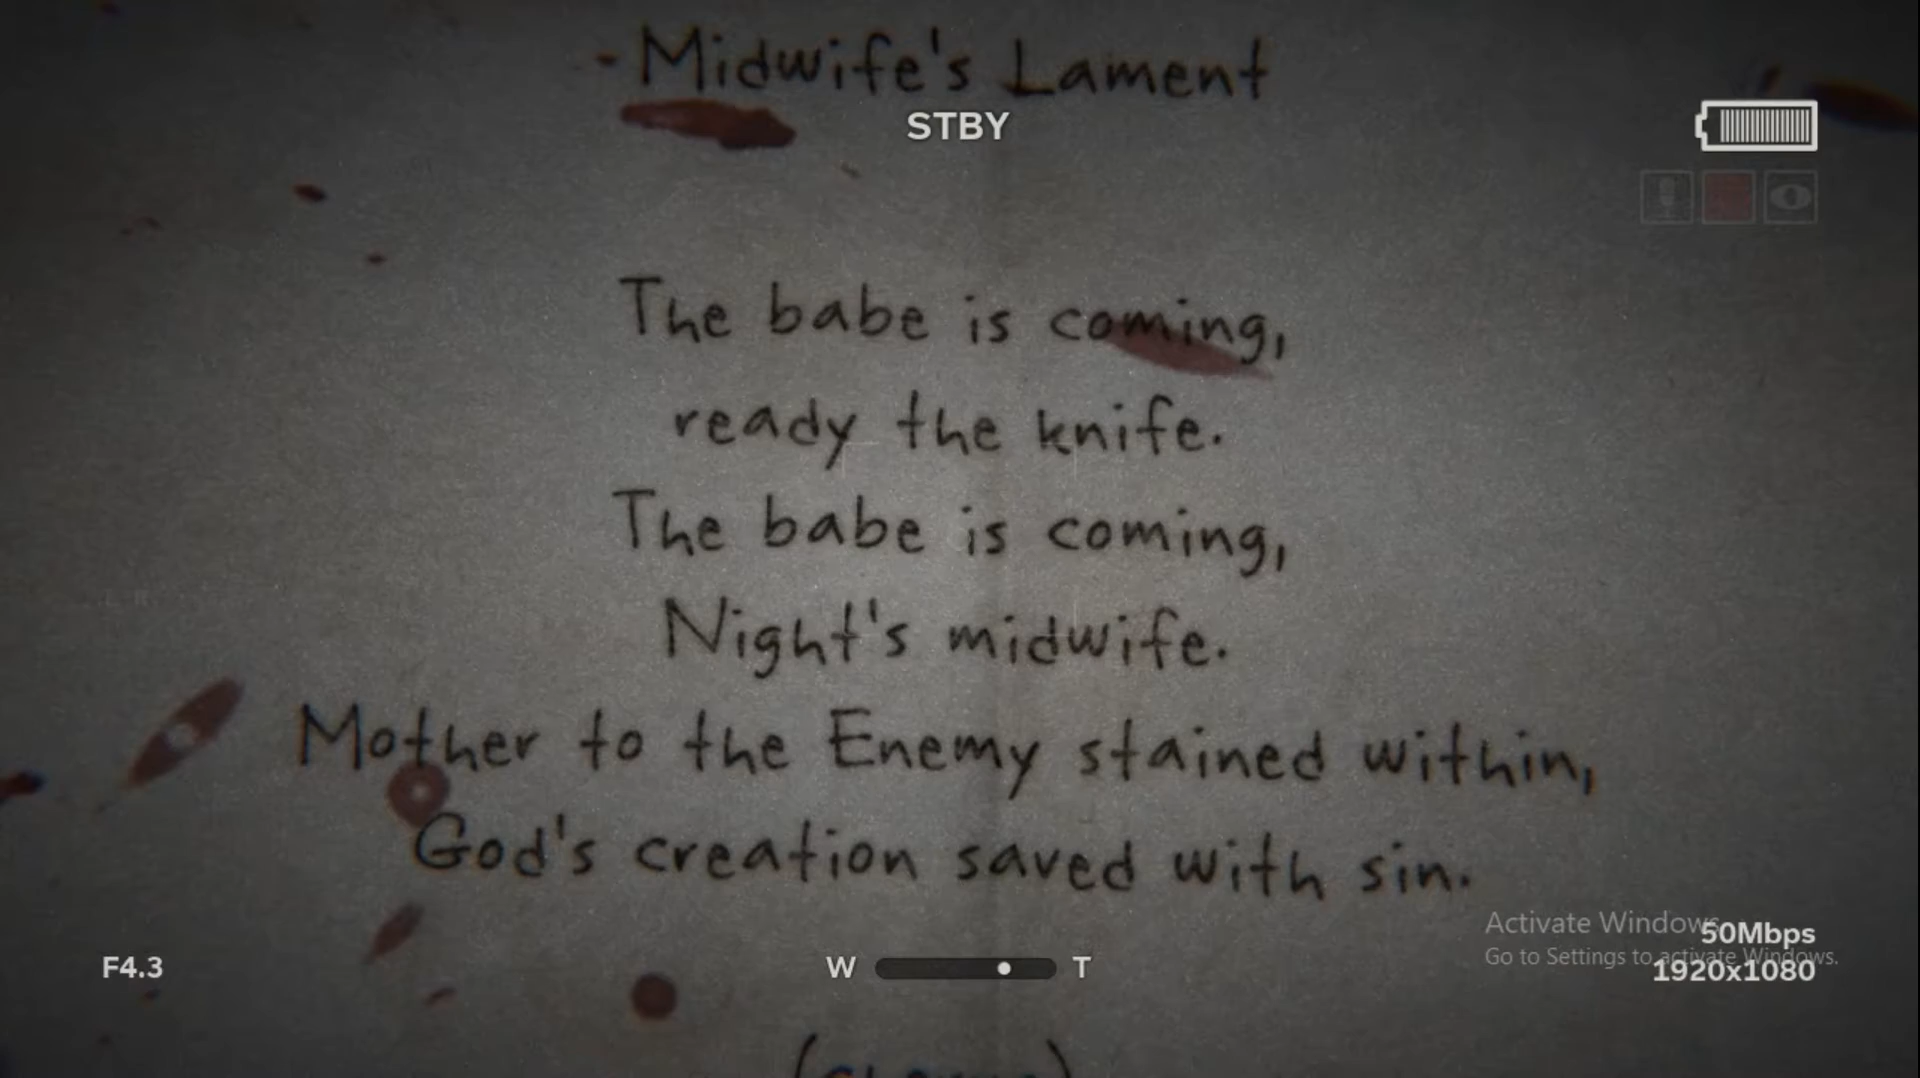 -Midwife's Lament
STBY
The babe is coming,
ready the knife.
The babe is coming,
Night's midwife.
Mother to the Enemy stained within,
God's creation saved with sin.
Activate Windows
50Mbps
Go to Settings to activate Windows.
1920x1080
F4.3
W T